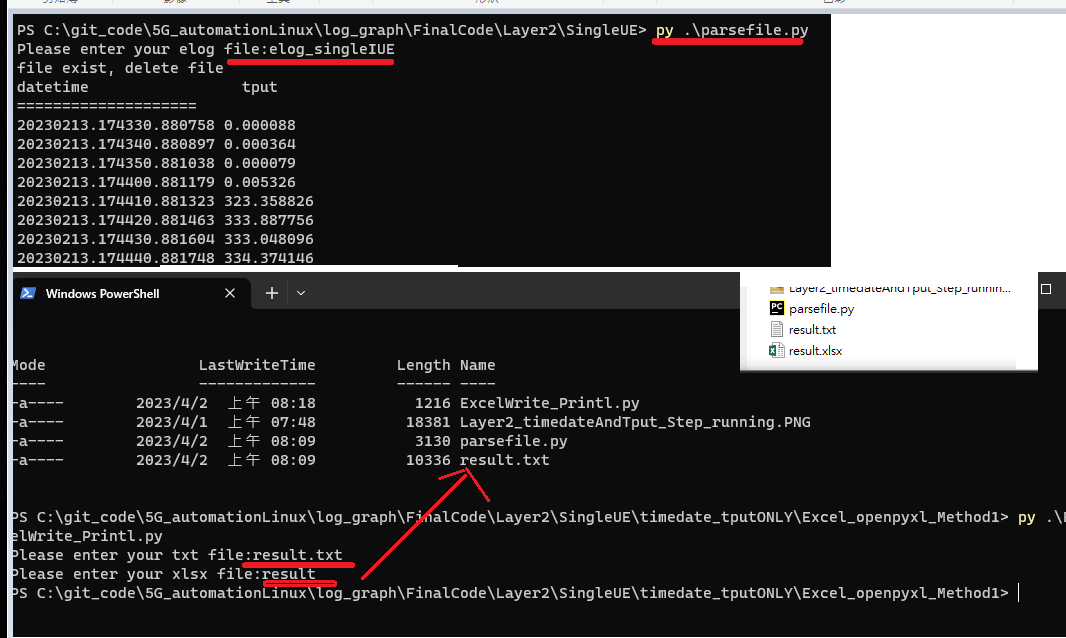 PS C:\git_code\5G_automationLinux\log_graph\FinalCode\Layer2\SingleUE> py .\parsefile.py
Please enter your elog file:elog_singleIUE
file exist, delete file
datetime tput
====================
20230213.174330.880758 0.000088
20230213.174340.880897 0.000364
20230213.174350.881038 0.000079
20230213.174400.881179 0.005326
20230213.174410.881323 323.358826
20230213.174420.881463 333.887756
20230213.174430.881604 333.048096
20230213.174440.881748 334.374146
Windows PowerShell
Layer2_timedateAndTput_Step_runnin...
parsefile.py
result.txt
result.xlsx
Mode LastWriteTime Length Name
---- ------------- ------ ----
-a---- 2023/4/2 上午 08:18 1216 ExcelWrite_Printl.py
-a---- 2023/4/1 上午 07:48 18381 Layer2_timedateAndTput_Step_running.PNG
-a---- 2023/4/2 上午 08:09 3130 parsefile.py
-a---- 2023/4/2 上午 08:09 10336 result.txt
PS C:\git_code\5G_automationLinux\log_graph\FinalCode\Layer2\SingleUE\timedate_tputONLY\Excel_openpyxl_Method1> py .\
elWrite_Printl.py
Please enter your txt file:result.txt
Please enter your xlsx file:result
PS C:\git_code\5G_automationLinux\log_graph\FinalCode\Layer2\SingleUE\timedate_tputONLY\Excel_openpyxl_Method1>